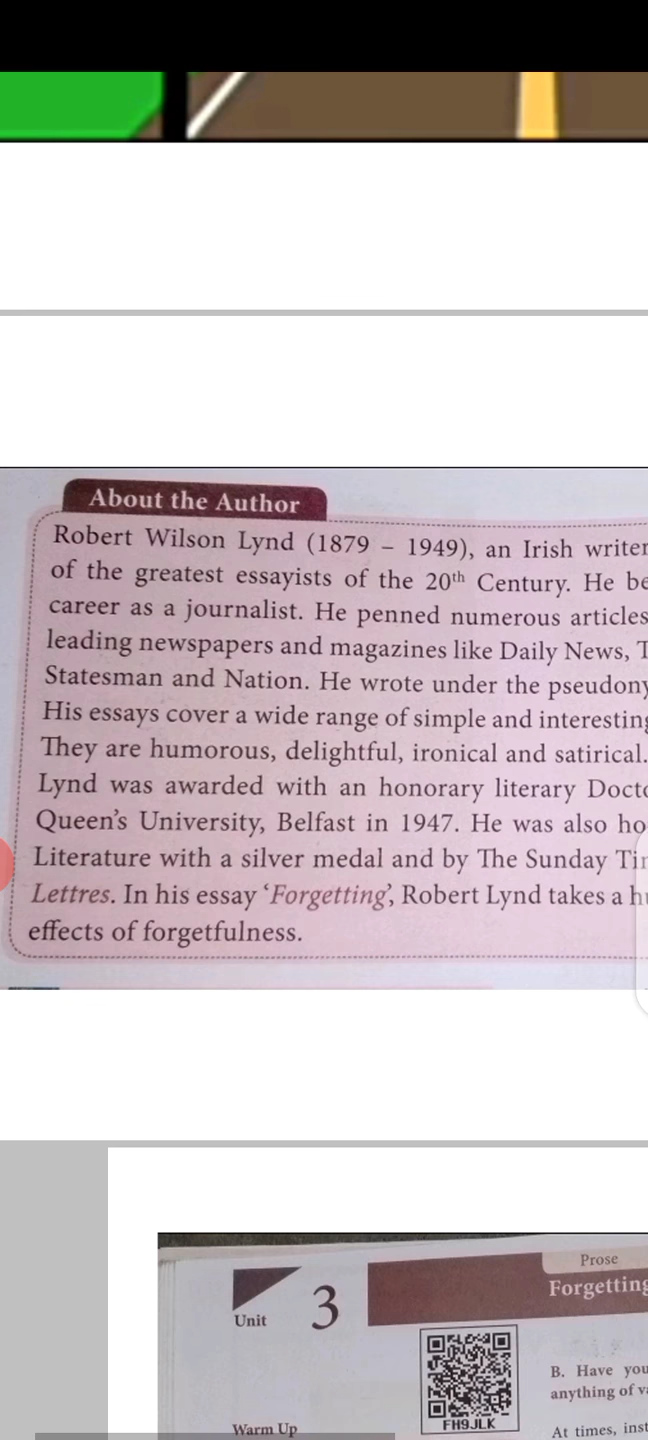 About the Author
Robert Wilson Lynd (1879 – 1949), an Irish writer
of the greatest essayists of the 20th Century. He be
career as a journalist. He penned numerous articles
leading newspapers and magazines like Daily News, T
Statesman and Nation. He wrote under the pseudony
His essays cover a wide range of simple and interesting
They are humorous, delightful, ironical and satirical.
Lynd was awarded with an honorary literary Docto
Queen's University, Belfast in 1947. He was also ho
Literature with a silver medal and by The Sunday Tim
Lettres. In his essay 'Forgetting', Robert Lynd takes a hu
effects of forgetfulness.
Prose
Unit 3
Forgetting
FH9JLK
B. Have you
anything of va
Warm Up
At times, inst